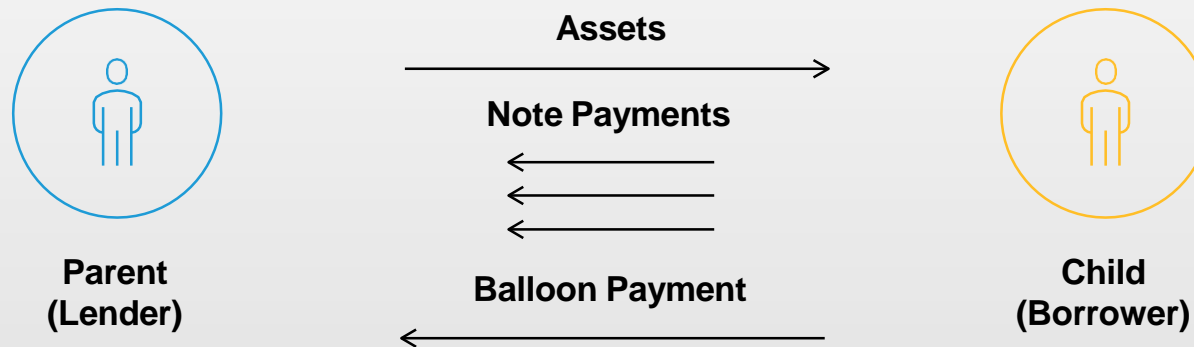 Assets
Note Payments
Parent
(Lender)
Balloon Payment
Child
(Borrower)